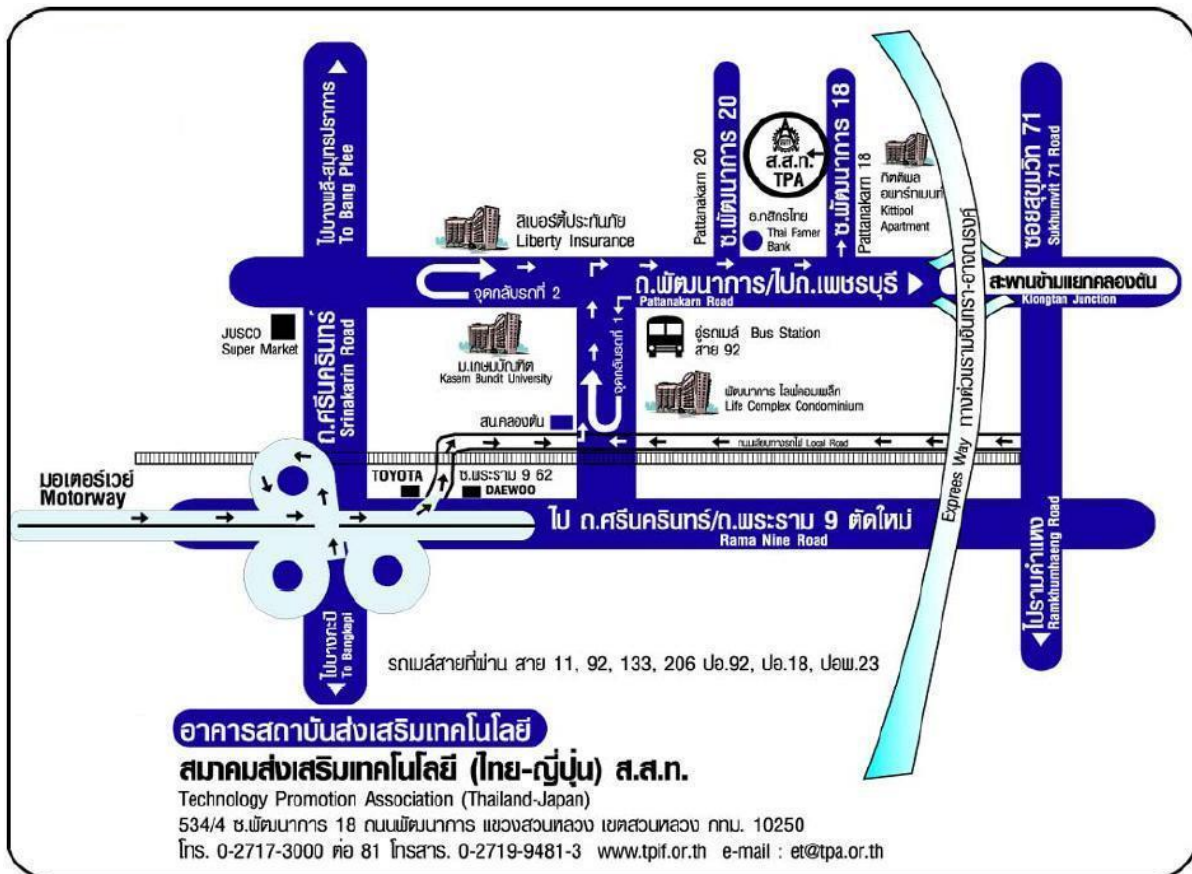 ไปบางพลี-สมุทรปราการ
To Bang Plee
ลิเบอร์ตี้ประกันภัย
Liberty Insurance
Pattanakarn 20
ซ.พัฒนาการ 20
ส.ส.ท.
TPA
ธ.กสิกรไทย
Thai Famer
Bank
ซ.พัฒนาการ 18
Pattanakarn 18
กิตติพล
อพาร์ทเมนท์
Kittipol
Apartment
ซอยสุขุมวิท 71
Sukhumvit 71 Road
จุดกลับรถที่ 2
ถ.พัฒนาการ/ไปถ.เพชรบุรี
Pattanakarn Road
สะพานข้ามแยกคลองตัน
Klongtan Junction
JUSCO
Super Market
ถ.ศรีนครินทร์
Srinakarin Road
ม.เกษมบัณฑิต
Kasem Bundit University
จุดกลับรถที่ 1
อู่รถเมล์ Bus Station
สาย 92
พัฒนาการ ไลฟ์คอมเพล็ก
Life Complex Condominium
สน.คลองตัน
ถนนเลียบทางรถไฟ Local Road
Exprees Way ทางด่วนรามอินทรา-อาจณรงค์
มอเตอร์เวย์
Motorway
TOYOTA
ซ.พระราม 9 62
DAEWOO
ไป ถ.ศรีนครินทร์/ถ.พระราม 9 ตัดใหม่
Rama Nine Road
ไปรามคำแหง
Ramkhumhaeng Road
ไปบางกะปิ
To Bangkapi
รถเมล์สายที่ผ่าน สาย 11, 92, 133, 206 ปอ.92, ปอ.18, ปอพ.23
อาคารสถาบันส่งเสริมเทคโนโลยี
สมาคมส่งเสริมเทคโนโลยี (ไทย-ญี่ปุ่น) ส.ส.ท.
Technology Promotion Association (Thailand-Japan)
534/4 ซ.พัฒนาการ 18 ถนนพัฒนาการ แขวงสวนหลวง เขตสวนหลวง กทม. 10250
โทร. 0-2717-3000 ต่อ 81 โทรสาร. 0-2719-9481-3 www.tpif.or.th e-mail : et@tpa.or.th